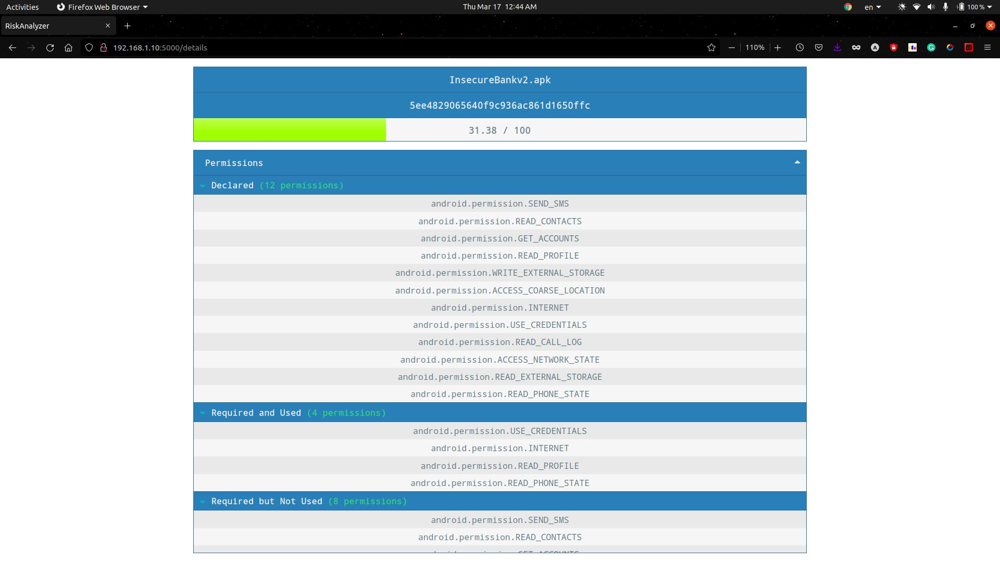 Activities
Firefox Web Browser
Thu Mar 17 12:44 AM
en
100 %
RiskAnalyzer
192.168.1.10:5000/details
110%
InsecureBankv2.apk
5ee4829065640f9c936ac861d1650ffc
31.38 / 100
Permissions
Declared (12 permissions)
android.permission.SEND_SMS
android.permission.READ_CONTACTS
android.permission.GET_ACCOUNTS
android.permission.READ_PROFILE
android.permission.WRITE_EXTERNAL_STORAGE
android.permission.ACCESS_COARSE_LOCATION
android.permission.INTERNET
android.permission.USE_CREDENTIALS
android.permission.READ_CALL_LOG
android.permission.ACCESS_NETWORK_STATE
android.permission.READ_EXTERNAL_STORAGE
android.permission.READ_PHONE_STATE
Required and Used (4 permissions)
android.permission.USE_CREDENTIALS
android.permission.INTERNET
android.permission.READ_PROFILE
android.permission.READ_PHONE_STATE
Required but Not Used (8 permissions)
android.permission.SEND_SMS
android.permission.READ_CONTACTS